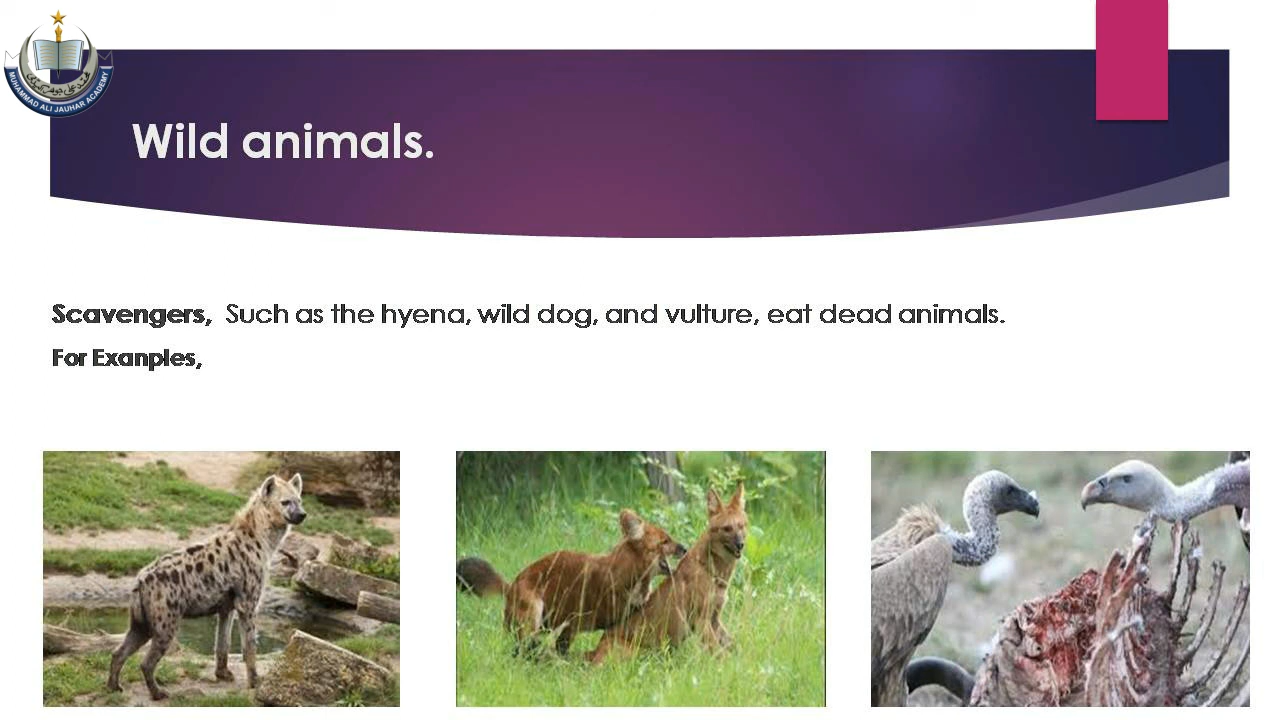 MUHAMMAD ALI JAUHAR ACADEMY
Wild animals.
Scavengers, Such as the hyena, wild dog, and vulture, eat dead animals.
For Exanples,